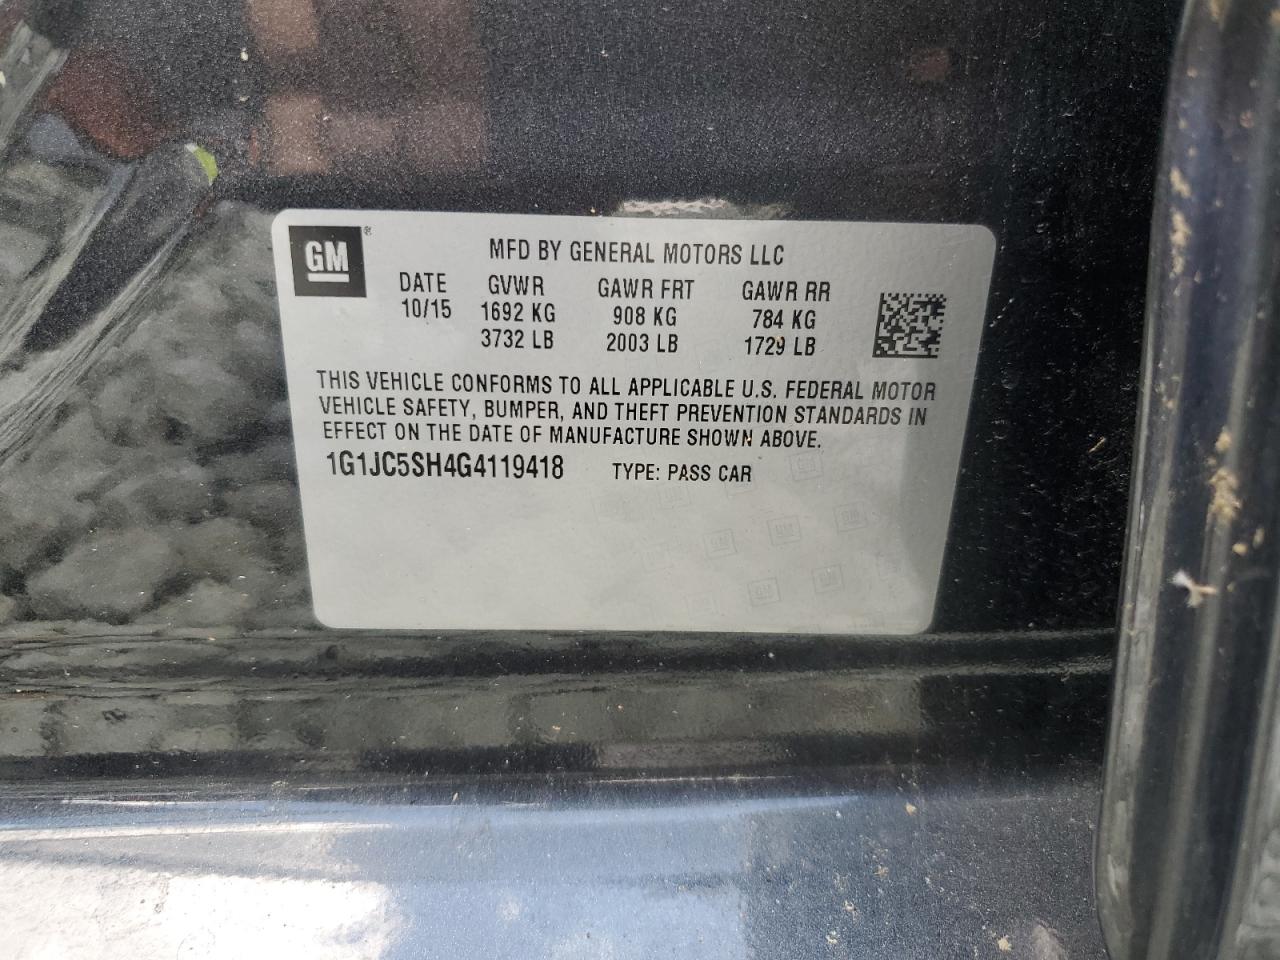 GM®
MFD BY GENERAL MOTORS LLC
DATE GVWR GAWR FRT GAWR RR
10/15 1692 KG 908 KG 784 KG
3732 LB 2003 LB 1729 LB
THIS VEHICLE CONFORMS TO ALL APPLICABLE U.S. FEDERAL MOTOR
VEHICLE SAFETY, BUMPER, AND THEFT PREVENTION STANDARDS IN
EFFECT ON THE DATE OF MANUFACTURE SHOWN ABOVE.
1G1JC5SH4G4119418 TYPE: PASS CAR